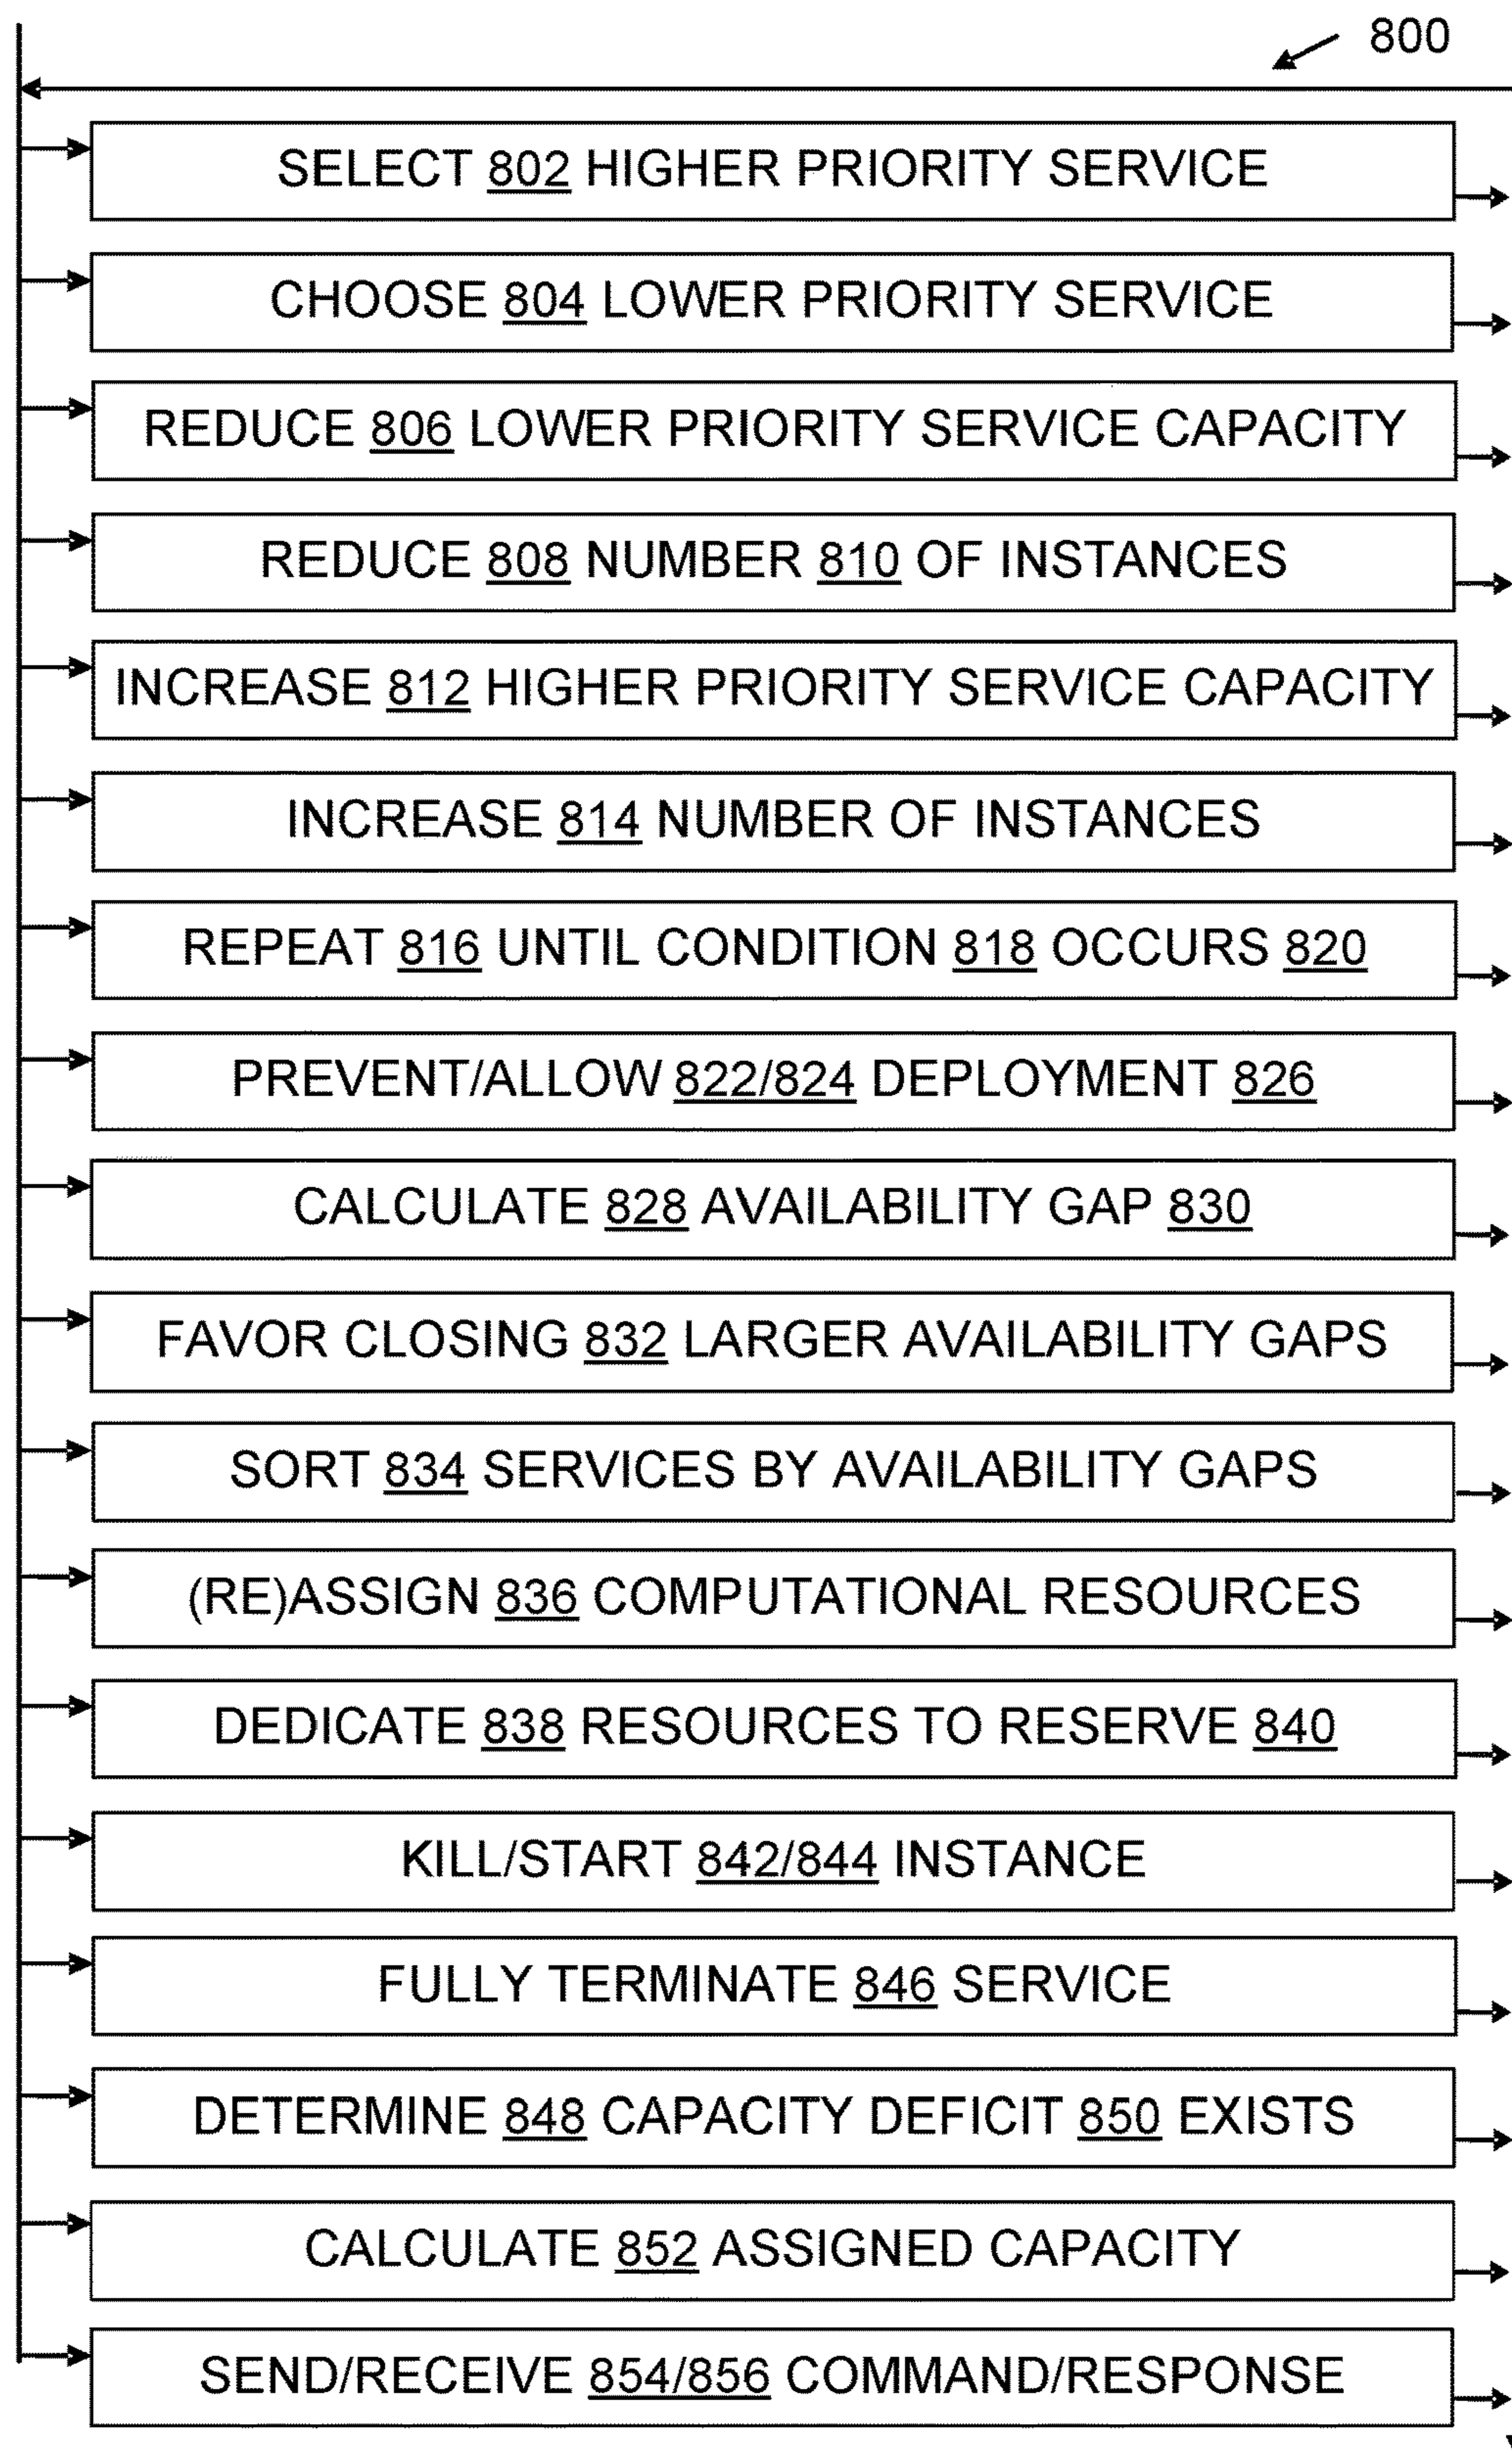 800
SELECT 802 HIGHER PRIORITY SERVICE
CHOOSE 804 LOWER PRIORITY SERVICE
REDUCE 806 LOWER PRIORITY SERVICE CAPACITY
REDUCE 808 NUMBER 810 OF INSTANCES
INCREASE 812 HIGHER PRIORITY SERVICE CAPACITY
INCREASE 814 NUMBER OF INSTANCES
REPEAT 816 UNTIL CONDITION 818 OCCURS 820
PREVENT/ALLOW 822/824 DEPLOYMENT 826
CALCULATE 828 AVAILABILITY GAP 830
FAVOR CLOSING 832 LARGER AVAILABILITY GAPS
SORT 834 SERVICES BY AVAILABILITY GAPS
(RE)ASSIGN 836 COMPUTATIONAL RESOURCES
DEDICATE 838 RESOURCES TO RESERVE 840
KILL/START 842/844 INSTANCE
FULLY TERMINATE 846 SERVICE
DETERMINE 848 CAPACITY DEFICIT 850 EXISTS
CALCULATE 852 ASSIGNED CAPACITY
SEND/RECEIVE 854/856 COMMAND/RESPONSE